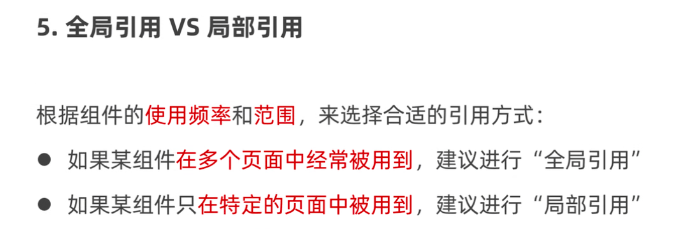 5. 全局引用 VS 局部引用
根据组件的使用频率和范围，来选择合适的引用方式：
● 如果某组件在多个页面中经常被用到，建议进行“全局引用”
● 如果某组件只在特定的页面中被用到，建议进行“局部引用”